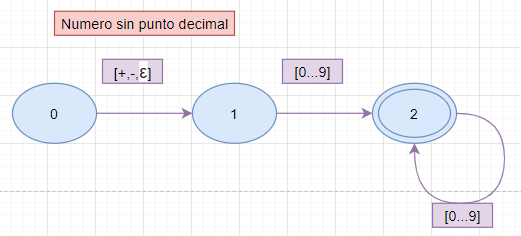 Numero sin punto decimal
[+,-,Ɛ]
[0...9]
0
1
2
[0...9]